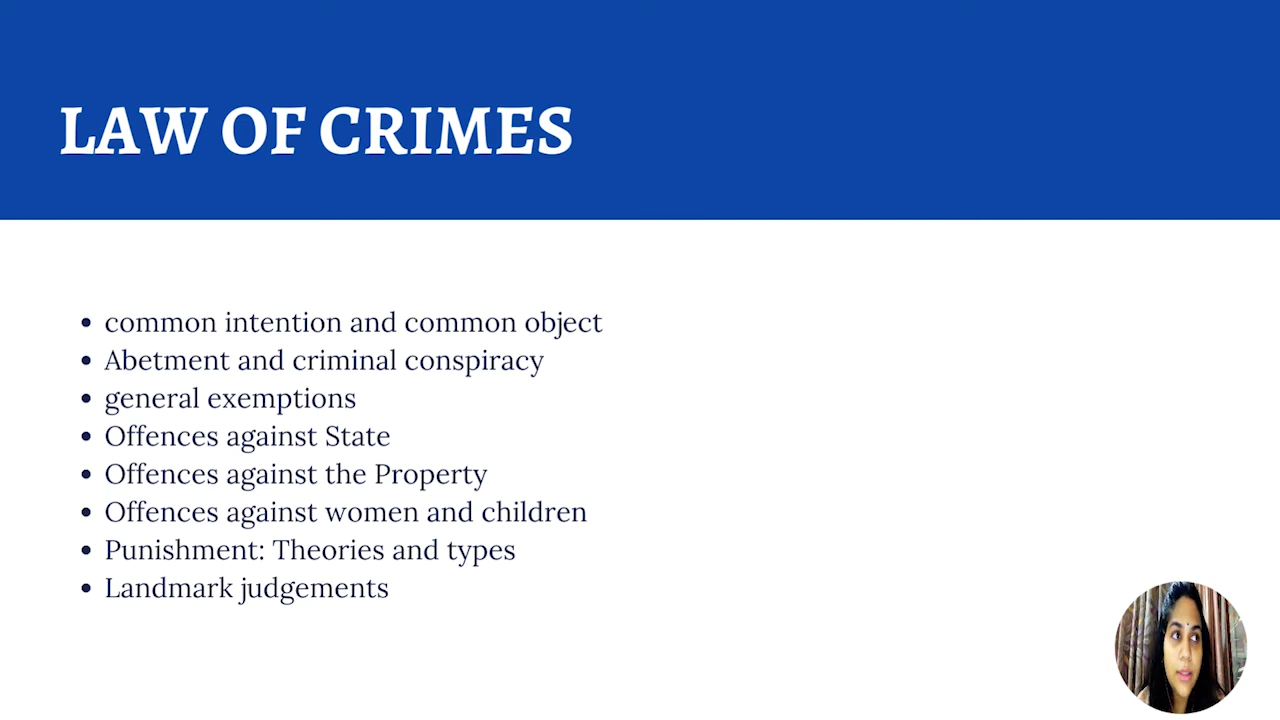 LAW OF CRIMES
• common intention and common object
• Abetment and criminal conspiracy
• general exemptions
• Offences against State
• Offences against the Property
• Offences against women and children
• Punishment: Theories and types
• Landmark judgements